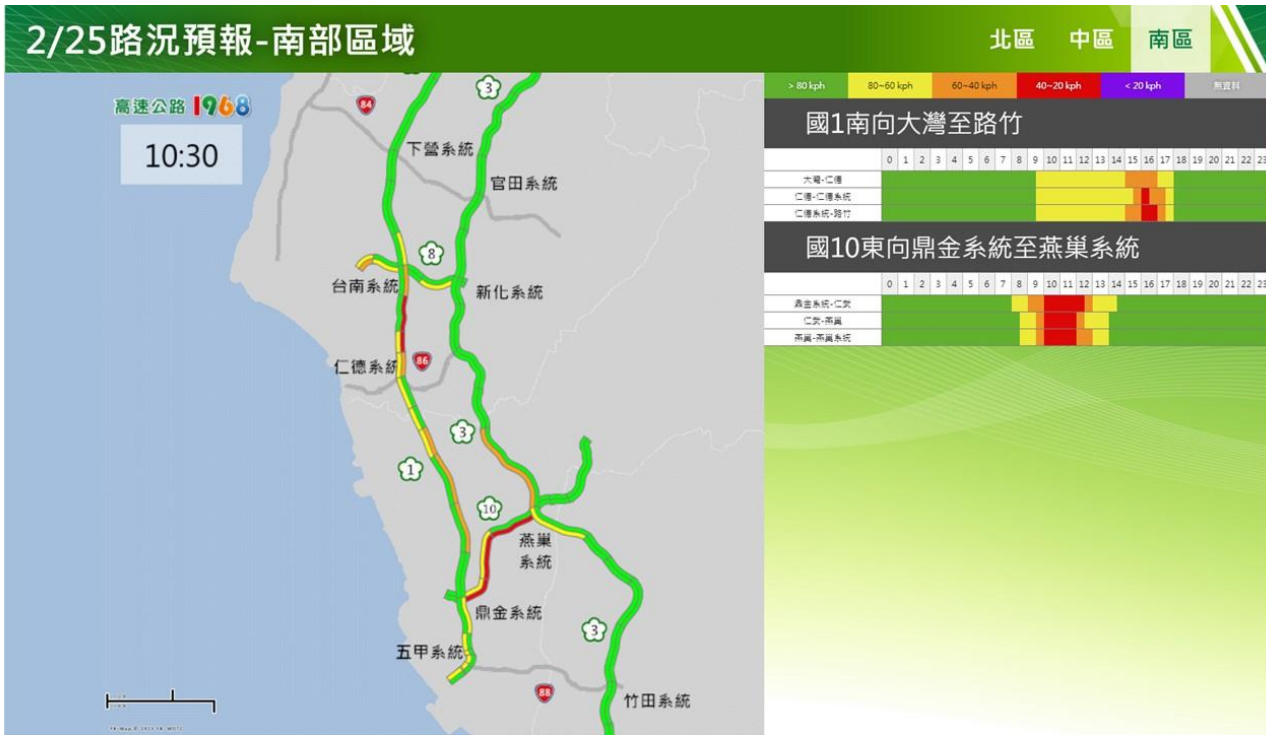 2/25路況預報-南部區域
北區 中區 南區
高速公路1968
10:30
84
3
下營系統
官田系統
8
台南系統
新化系統
仁德系統
86
3
1
10
燕巢
系統
鼎金系統
3
五甲系統
88
竹田系統
> 80 kph 80~60 kph 60~40 kph 40~20 kph < 20 kph 無資料
國1南向大灣至路竹
0 1 2 3 4 5 6 7 8 9 10 11 12 13 14 15 16 17 18 19 20 21 22 23
大灣-仁德
仁德-仁德系統
仁德系統-路竹
國10東向鼎金系統至燕巢系統
0 1 2 3 4 5 6 7 8 9 10 11 12 13 14 15 16 17 18 19 20 21 22 23
鼎金系統-仁武
仁武-燕巢
燕巢-燕巢系統